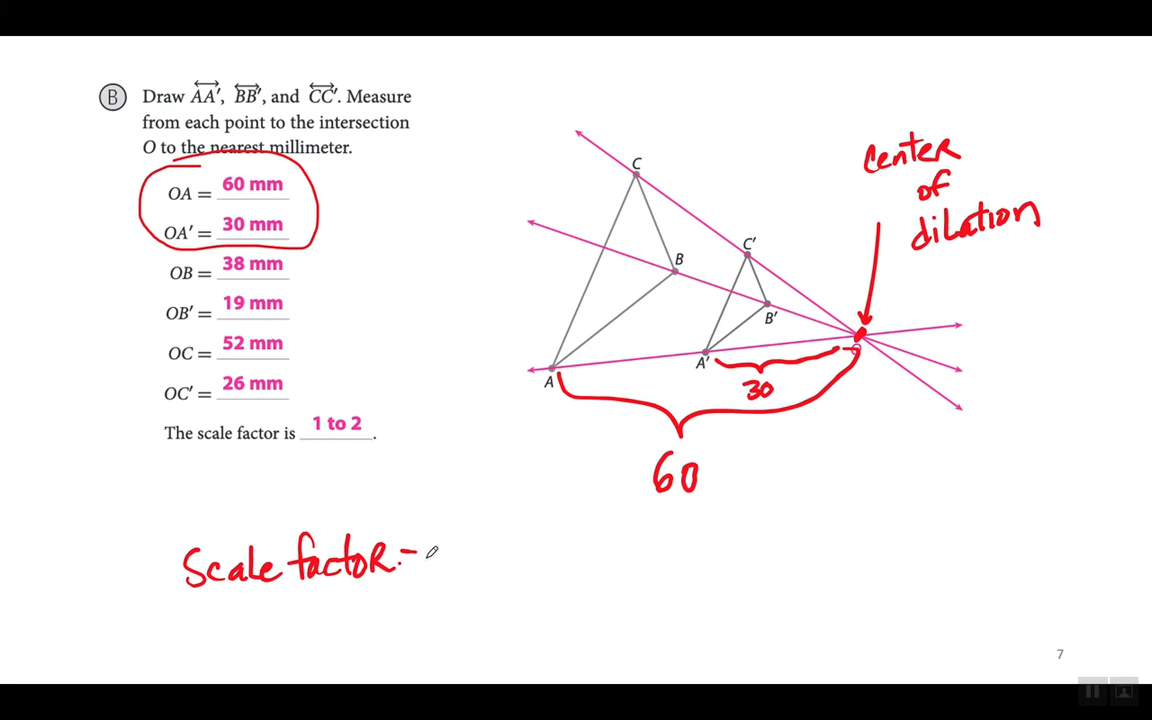 B Draw AA′, BB′, and CC′. Measure
from each point to the intersection
O to the nearest millimeter.
OA = 60 mm
OA′ = 30 mm
OB = 38 mm
OB′ = 19 mm
OC = 52 mm
OC′ = 26 mm
The scale factor is 1 to 2.
C
B
C′
B′
A
A′
center
of
dilation
30
60
Scale factor:-
7